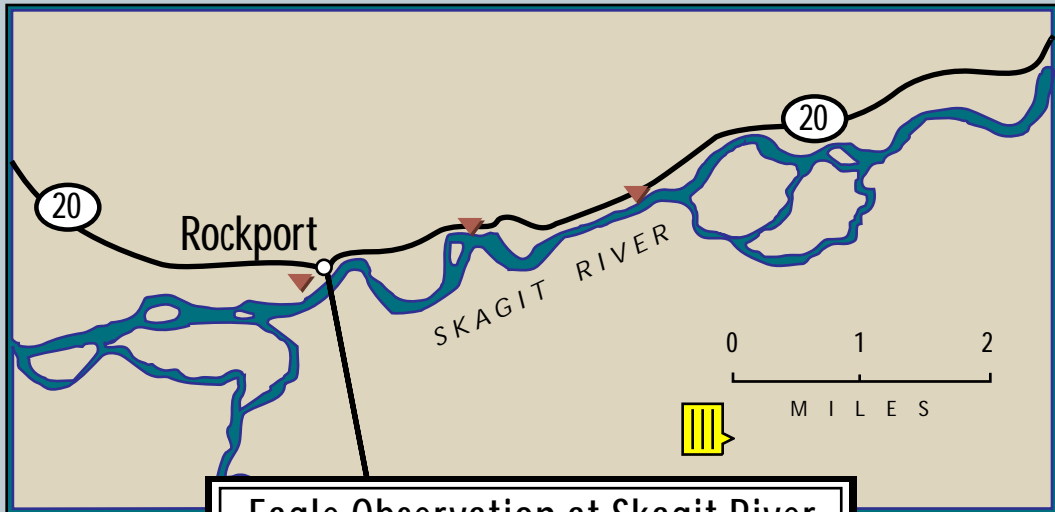 20
20
Rockport
SKAGIT RIVER
0 1 2
MILES
Eagle Observation at Skagit River